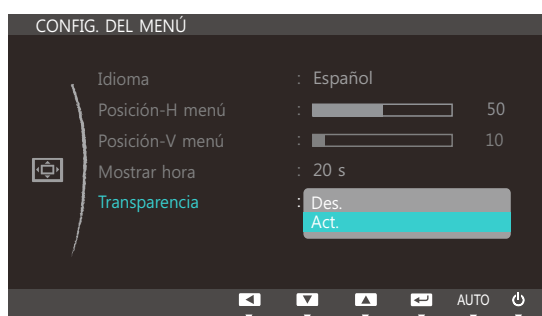 CONFIG. DEL MENÚ
Idioma : Español
Posición-H menú : 50
Posición-V menú : 10
Mostrar hora : 20 s
Transparencia : Des.
Act.
AUTO